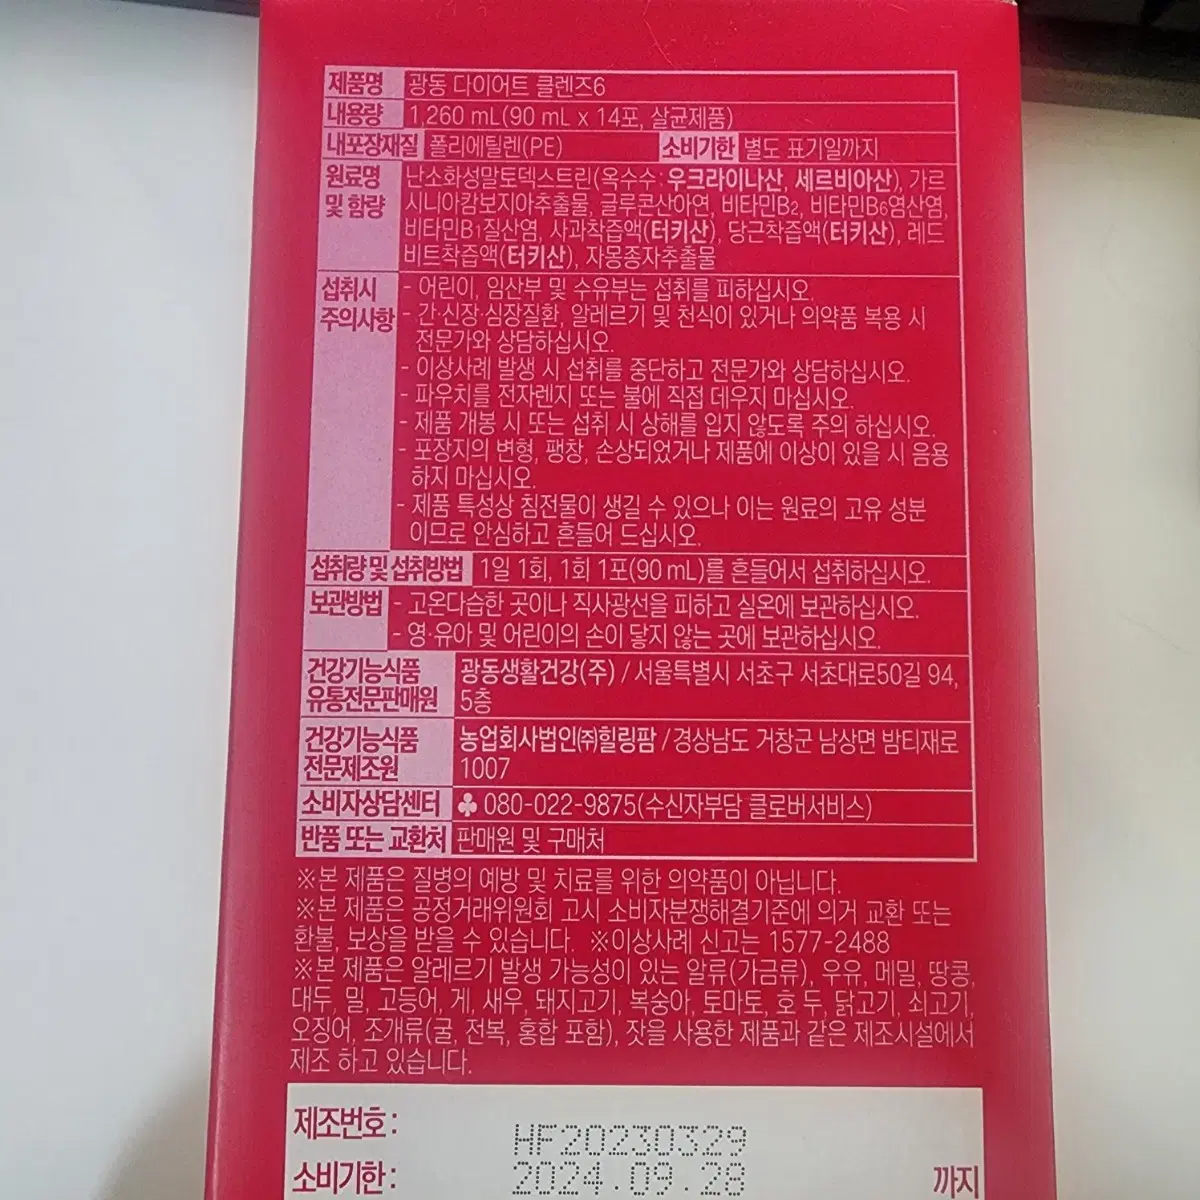 제품명 광동 다이어트 클렌즈6
내용량 1,260 mL(90 mL x 14포, 살균제품)
내포장재질 폴리에틸렌(PE) 소비기한 별도 표기일까지
원료명 난소화성말토덱스트린(옥수수:우크라이나산, 세르비아산), 가르
및 함량 시니아캄보지아추출물, 글루콘산아연, 비타민B2, 비타민B6염산염,
비타민B1질산염, 사과착즙액(터키산), 당근착즙액(터키산), 레드
비트착즙액(터키산), 자몽종자추출물
섭취시 - 어린이, 임산부 및 수유부는 섭취를 피하십시오.
주의사항 - 간·신장·심장질환, 알레르기 및 천식이 있거나 의약품 복용 시
전문가와 상담하십시오.
- 이상사례 발생 시 섭취를 중단하고 전문가와 상담하십시오.
- 파우치를 전자렌지 또는 불에 직접 데우지 마십시오.
- 제품 개봉 시 또는 섭취 시 상해를 입지 않도록 주의 하십시오.
- 포장지의 변형, 팽창, 손상되었거나 제품에 이상이 있을 시 음용
하지 마십시오.
- 제품 특성상 침전물이 생길 수 있으나 이는 원료의 고유 성분
이므로 안심하고 흔들어 드십시오.
섭취량 및 섭취방법 1일 1회, 1회 1포(90 mL)를 흔들어서 섭취하십시오.
보관방법 - 고온다습한 곳이나 직사광선을 피하고 실온에 보관하십시오.
- 영·유아 및 어린이의 손이 닿지 않는 곳에 보관하십시오.
건강기능식품 광동생활건강(주) / 서울특별시 서초구 서초대로50길 94,
유통전문판매원 5층
건강기능식품 농업회사법인㈜힐링팜 / 경상남도 거창군 남상면 밤티재로
전문제조원 1007
소비자상담센터 ♣ 080-022-9875(수신자부담 클로버서비스)
반품 또는 교환처 판매원 및 구매처
※본 제품은 질병의 예방 및 치료를 위한 의약품이 아닙니다.
※본 제품은 공정거래위원회 고시 소비자분쟁해결기준에 의거 교환 또는
환불, 보상을 받을 수 있습니다. ※이상사례 신고는 1577-2488
※본 제품은 알레르기 발생 가능성이 있는 알류(가금류), 우유, 메밀, 땅콩,
대두, 밀, 고등어, 게, 새우, 돼지고기, 복숭아, 토마토, 호 두, 닭고기, 쇠고기,
오징어, 조개류(굴, 전복, 홍합 포함), 잣을 사용한 제품과 같은 제조시설에서
제조 하고 있습니다.
제조번호: HF20230329
소비기한: 2024.09.28 까지